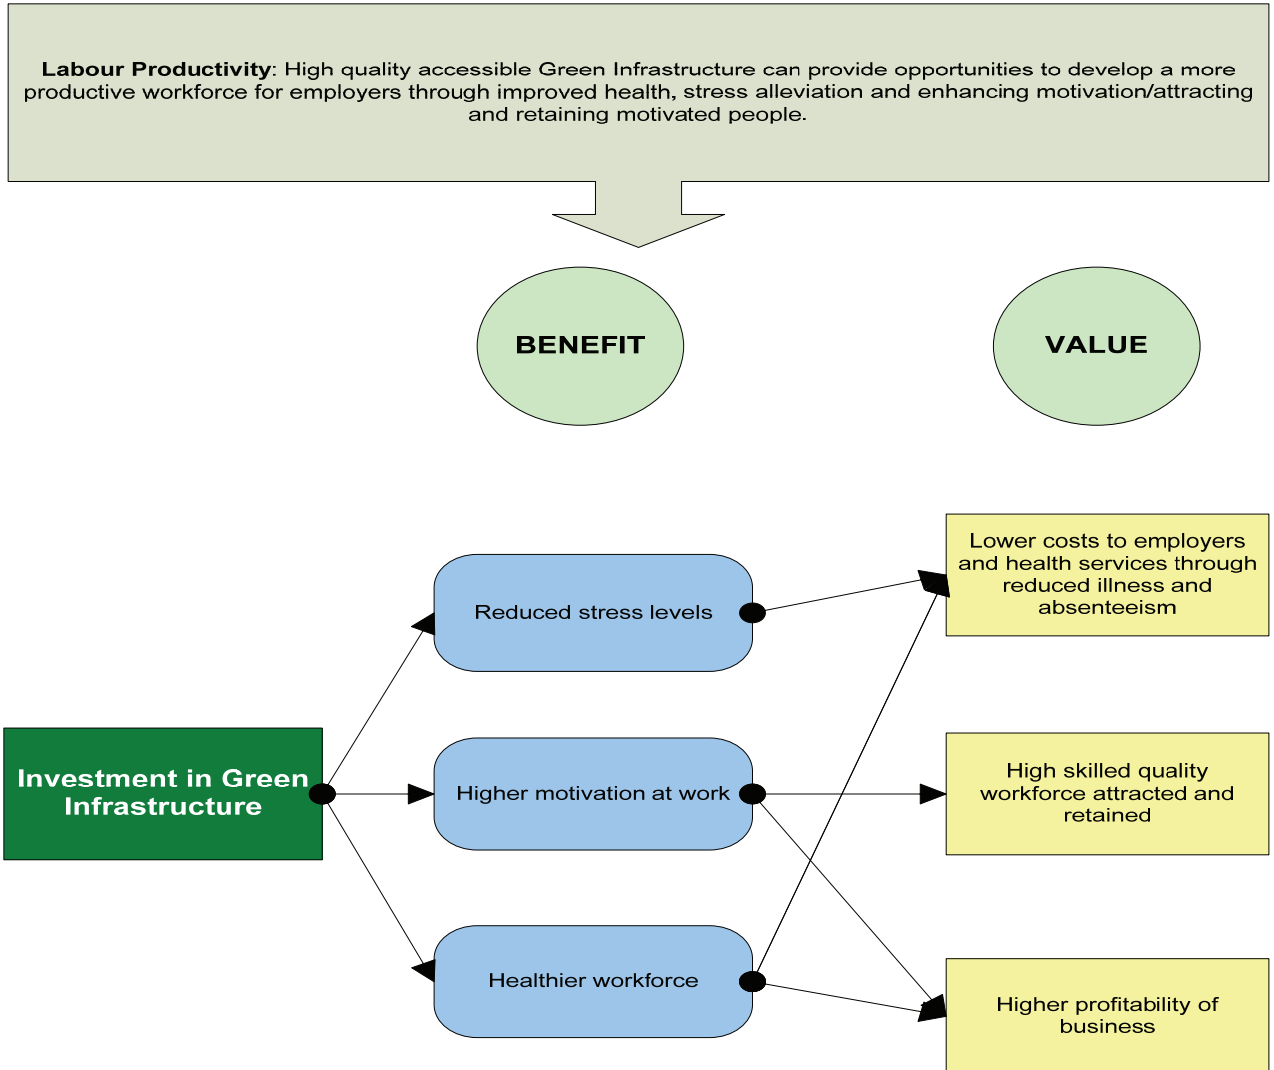 Labour Productivity: High quality accessible Green Infrastructure can provide opportunities to develop a more
productive workforce for employers through improved health, stress alleviation and enhancing motivation/attracting
and retaining motivated people.
BENEFIT
VALUE
Lower costs to employers
and health services through
reduced illness and
absenteeism
Reduced stress levels
Investment in Green
Infrastructure
Higher motivation at work
High skilled quality
workforce attracted and
retained
Healthier workforce
Higher profitability of
business